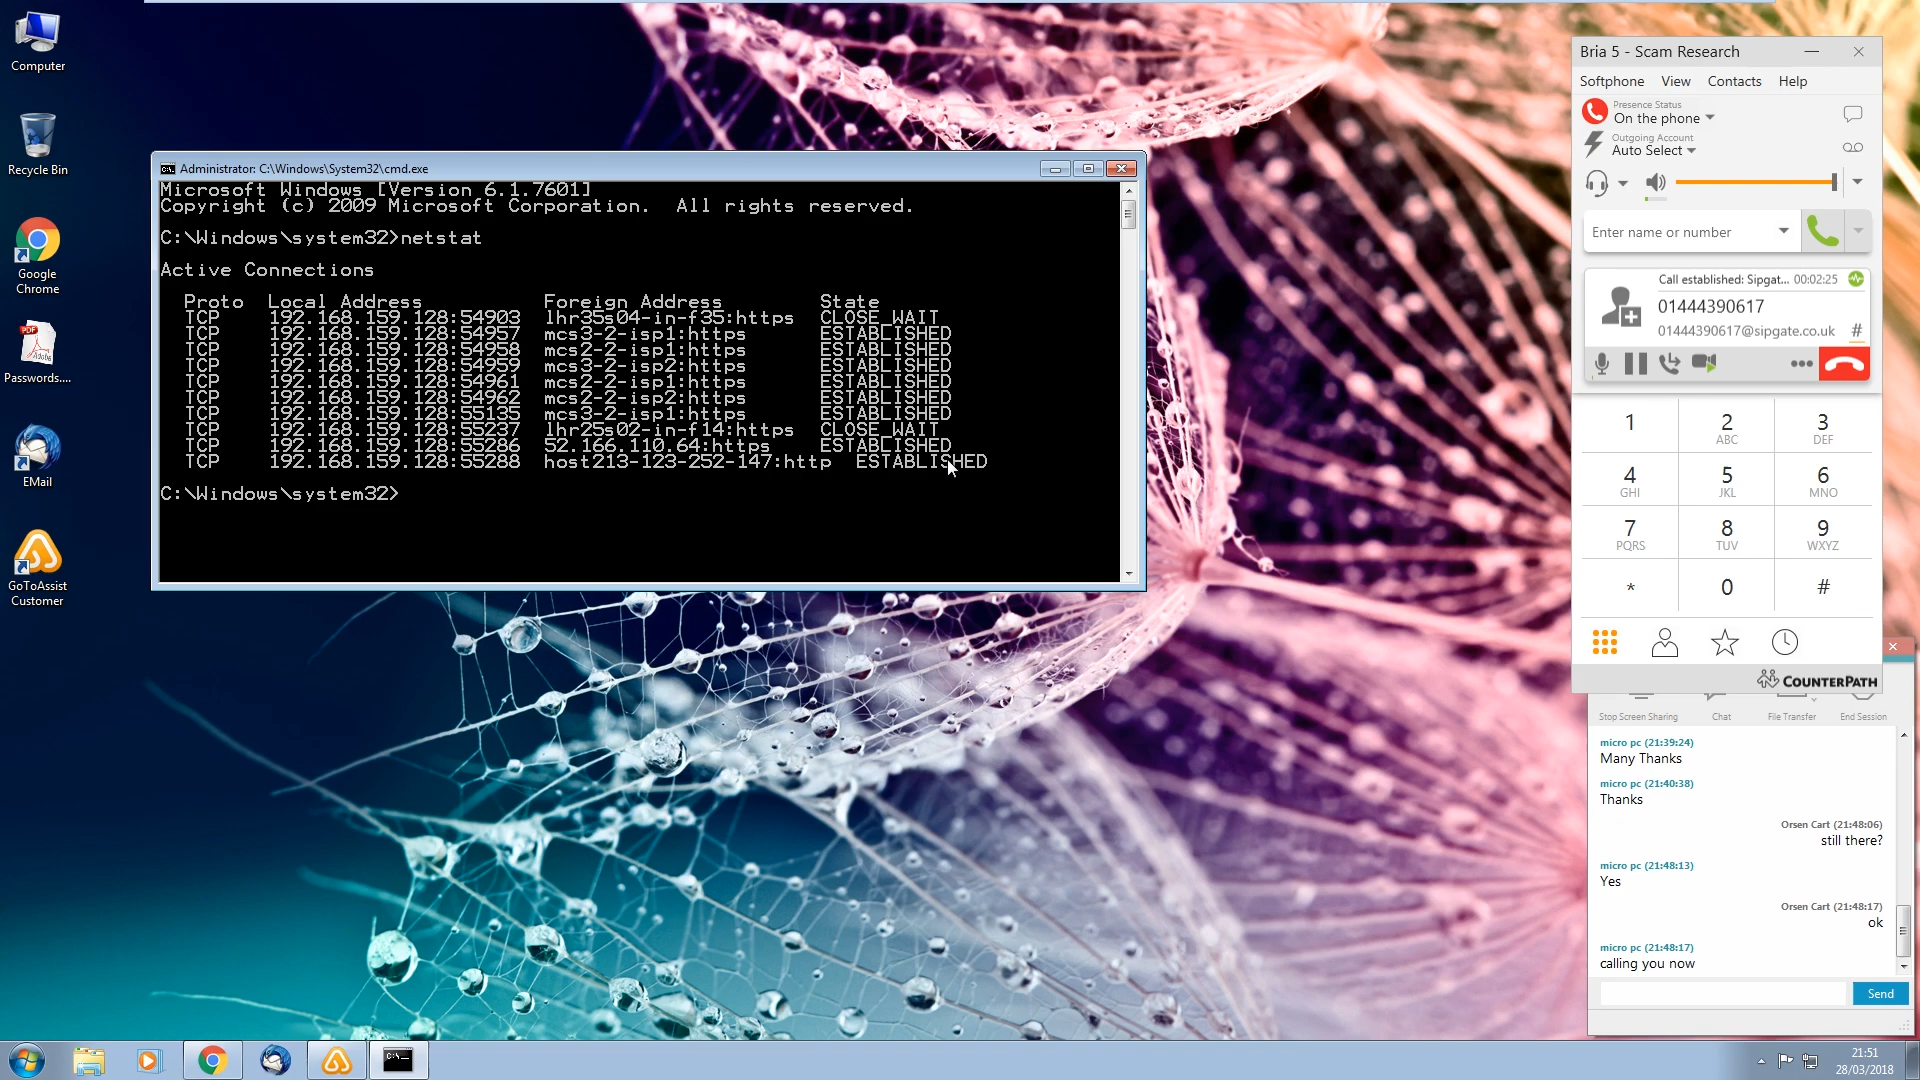 Computer
Recycle Bin
Google
Chrome
PDF
Adobe
Passwords....
EMail
GoToAssist
Customer
Administrator: C:\Windows\System32\cmd.exe
Microsoft Windows [Version 6.1.7601]
Copyright (c) 2009 Microsoft Corporation.  All rights reserved.
C:\Windows\system32>netstat
Active Connections
Proto  Local Address          Foreign Address        State
TCP    192.168.159.128:54903  lhr35s04-in-f35:https  CLOSE_WAIT
TCP    192.168.159.128:54957  mcs3-2-isp1:https      ESTABLISHED
TCP    192.168.159.128:54958  mcs2-2-isp1:https      ESTABLISHED
TCP    192.168.159.128:54959  mcs3-2-isp2:https      ESTABLISHED
TCP    192.168.159.128:54961  mcs2-2-isp1:https      ESTABLISHED
TCP    192.168.159.128:54962  mcs2-2-isp2:https      ESTABLISHED
TCP    192.168.159.128:55135  mcs3-2-isp1:https      ESTABLISHED
TCP    192.168.159.128:55237  lhr25s02-in-f14:https  CLOSE_WAIT
TCP    192.168.159.128:55286  52.166.110.64:https    ESTABLISHED
TCP    192.168.159.128:55288  host213-123-252-147:http  ESTABLISHED
C:\Windows\system32>
Bria 5 - Scam Research
Softphone View Contacts Help
Presence Status
On the phone
Outgoing Account
Auto Select
Enter name or number
Call established: Sipgat... 00:02:25
01444390617
01444390617@sipgate.co.uk #
1 2 3
ABC DEF
4 5 6
GHI JKL MNO
7 8 9
PQRS TUV WXYZ
* 0 #
COUNTERPATH
Stop Screen Sharing Chat File Transfer End Session
micro pc (21:39:24)
Many Thanks
micro pc (21:40:38)
Thanks
Orsen Cart (21:48:06)
still there?
micro pc (21:48:13)
Yes
Orsen Cart (21:48:17)
ok
micro pc (21:48:17)
calling you now
Send
C:\_
21:51
28/03/2018